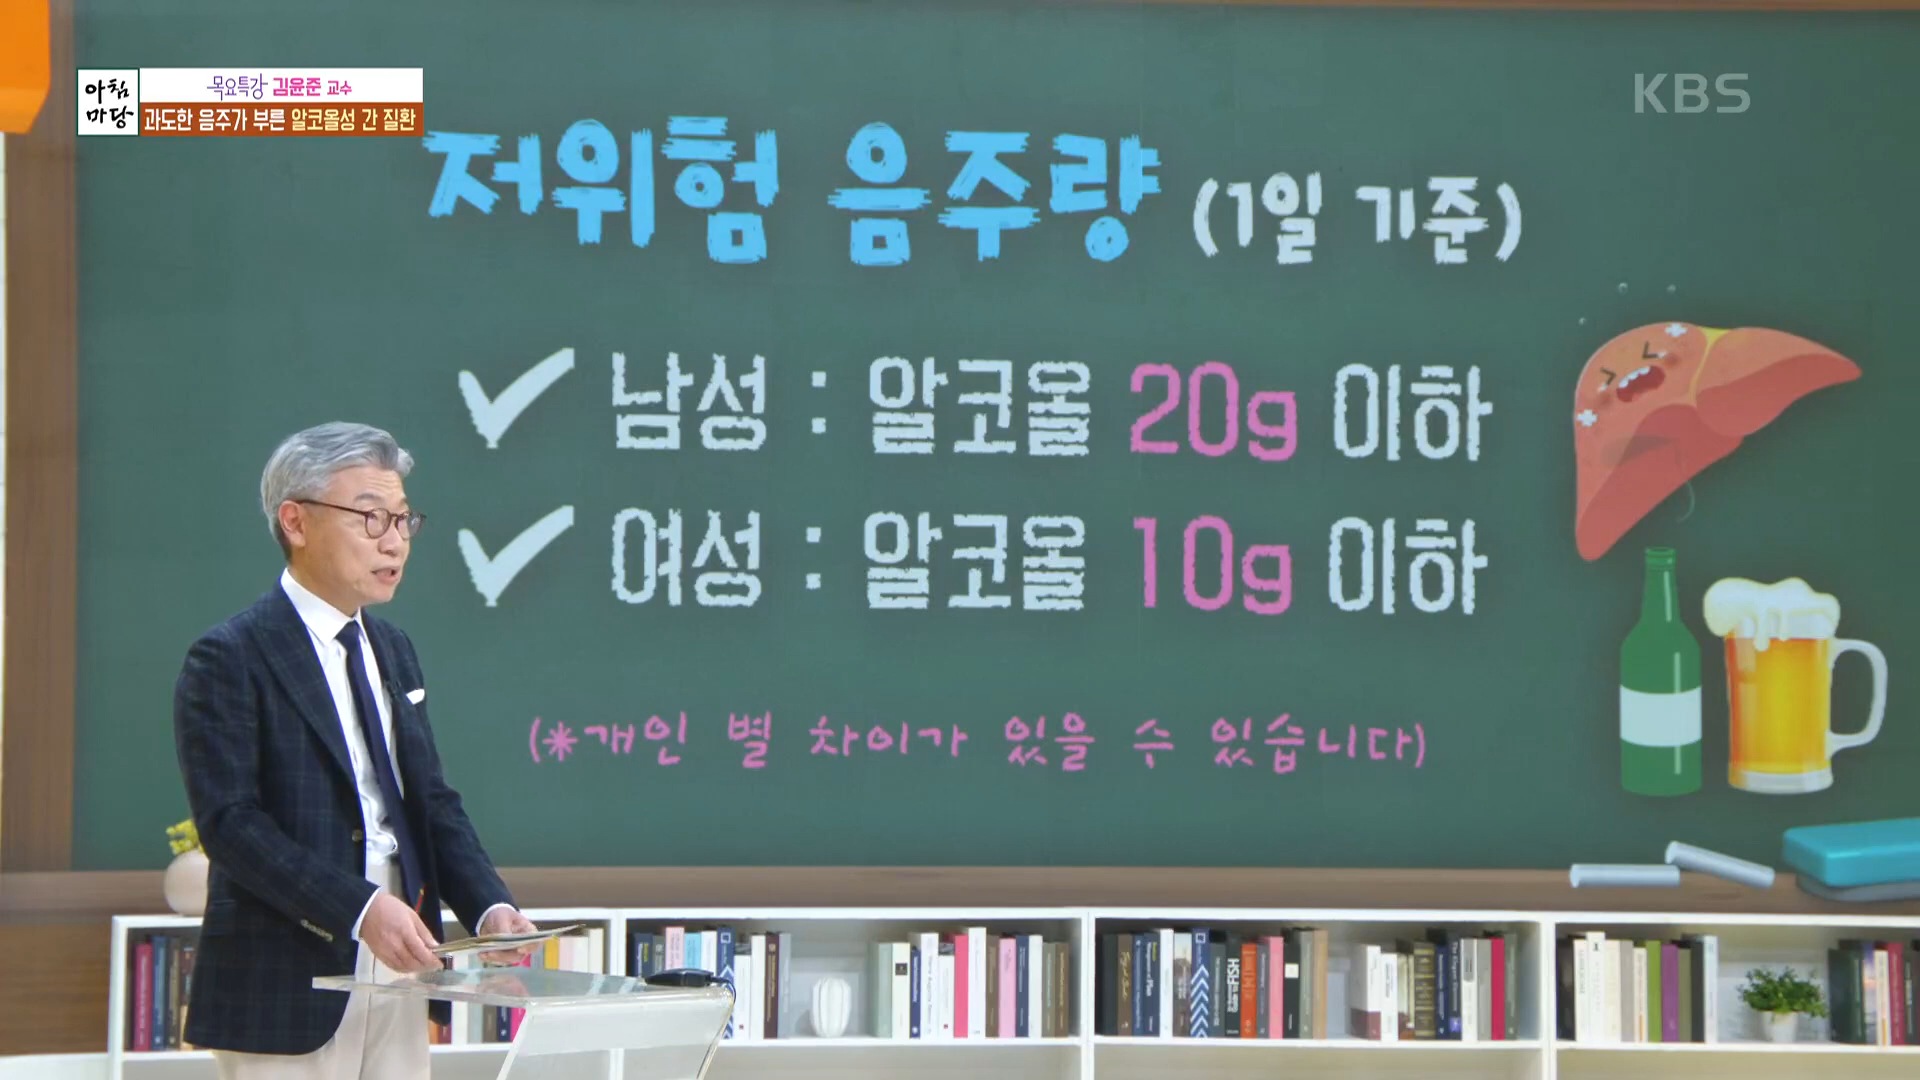 아침
마당
목요특강 김윤준 교수
과도한 음주가 부른 알코올성 간 질환
KBS
저위험 음주량 (1일 기준)
남성 : 알코올 20g 이하
여성 : 알코올 10g 이하
(*개인 별 차이가 있을 수 있습니다)